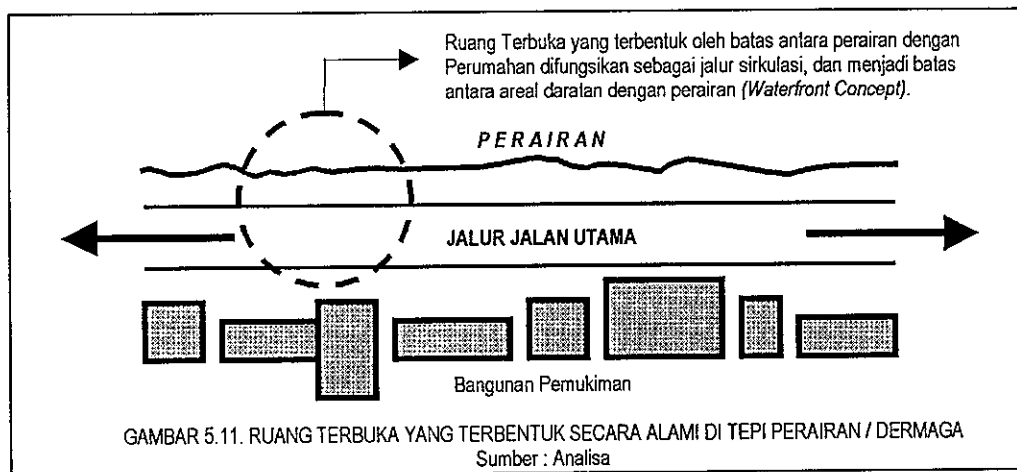 Ruang Terbuka yang terbentuk oleh batas antara perairan dengan
Perumahan difungsikan sebagai jalur sirkulasi, dan menjadi batas
antara areal daratan dengan perairan (Waterfront Concept).
PERAIRAN
JALUR JALAN UTAMA
Bangunan Pemukiman
GAMBAR 5.11. RUANG TERBUKA YANG TERBENTUK SECARA ALAMI DI TEPI PERAIRAN / DERMAGA
Sumber : Analisa